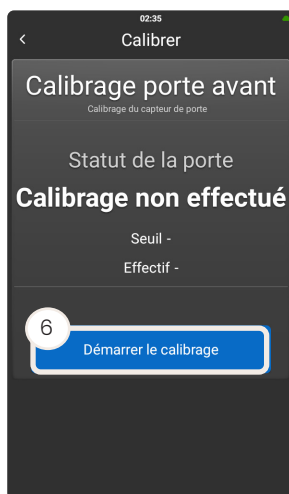 02:35
Calibrer
Calibrage porte avant
Calibrage du capteur de porte
Statut de la porte
Calibrage non effectué
Seuil -
Effectif -
6
Démarrer le calibrage